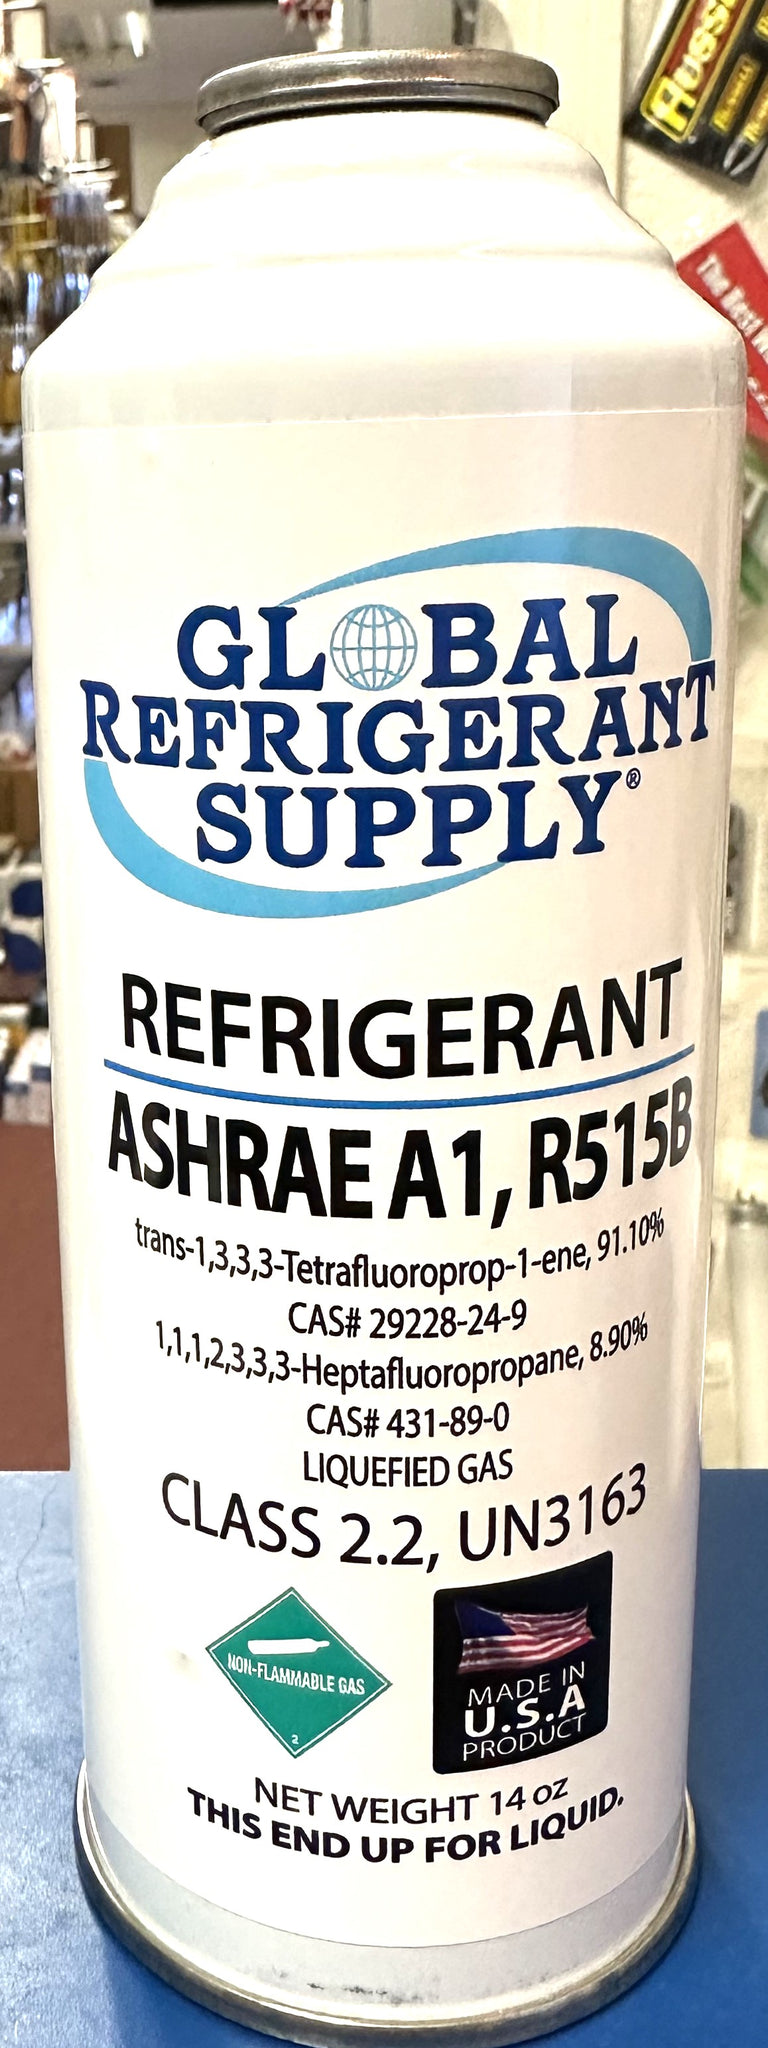 GLOBAL
REFRIGERANT
SUPPLY®
REFRIGERANT
ASHRAE A1, R515B
trans-1,3,3,3-Tetrafluoroprop-1-ene, 91.10%
CAS# 29228-24-9
1,1,1,2,3,3,3-Heptafluoropropane, 8.90%
CAS# 431-89-0
LIQUEFIED GAS
CLASS 2.2, UN3163
NON-FLAMMABLE GAS
2
MADE IN
U.S.A
PRODUCT
NET WEIGHT 14 OZ
THIS END UP FOR LIQUID.
The Best